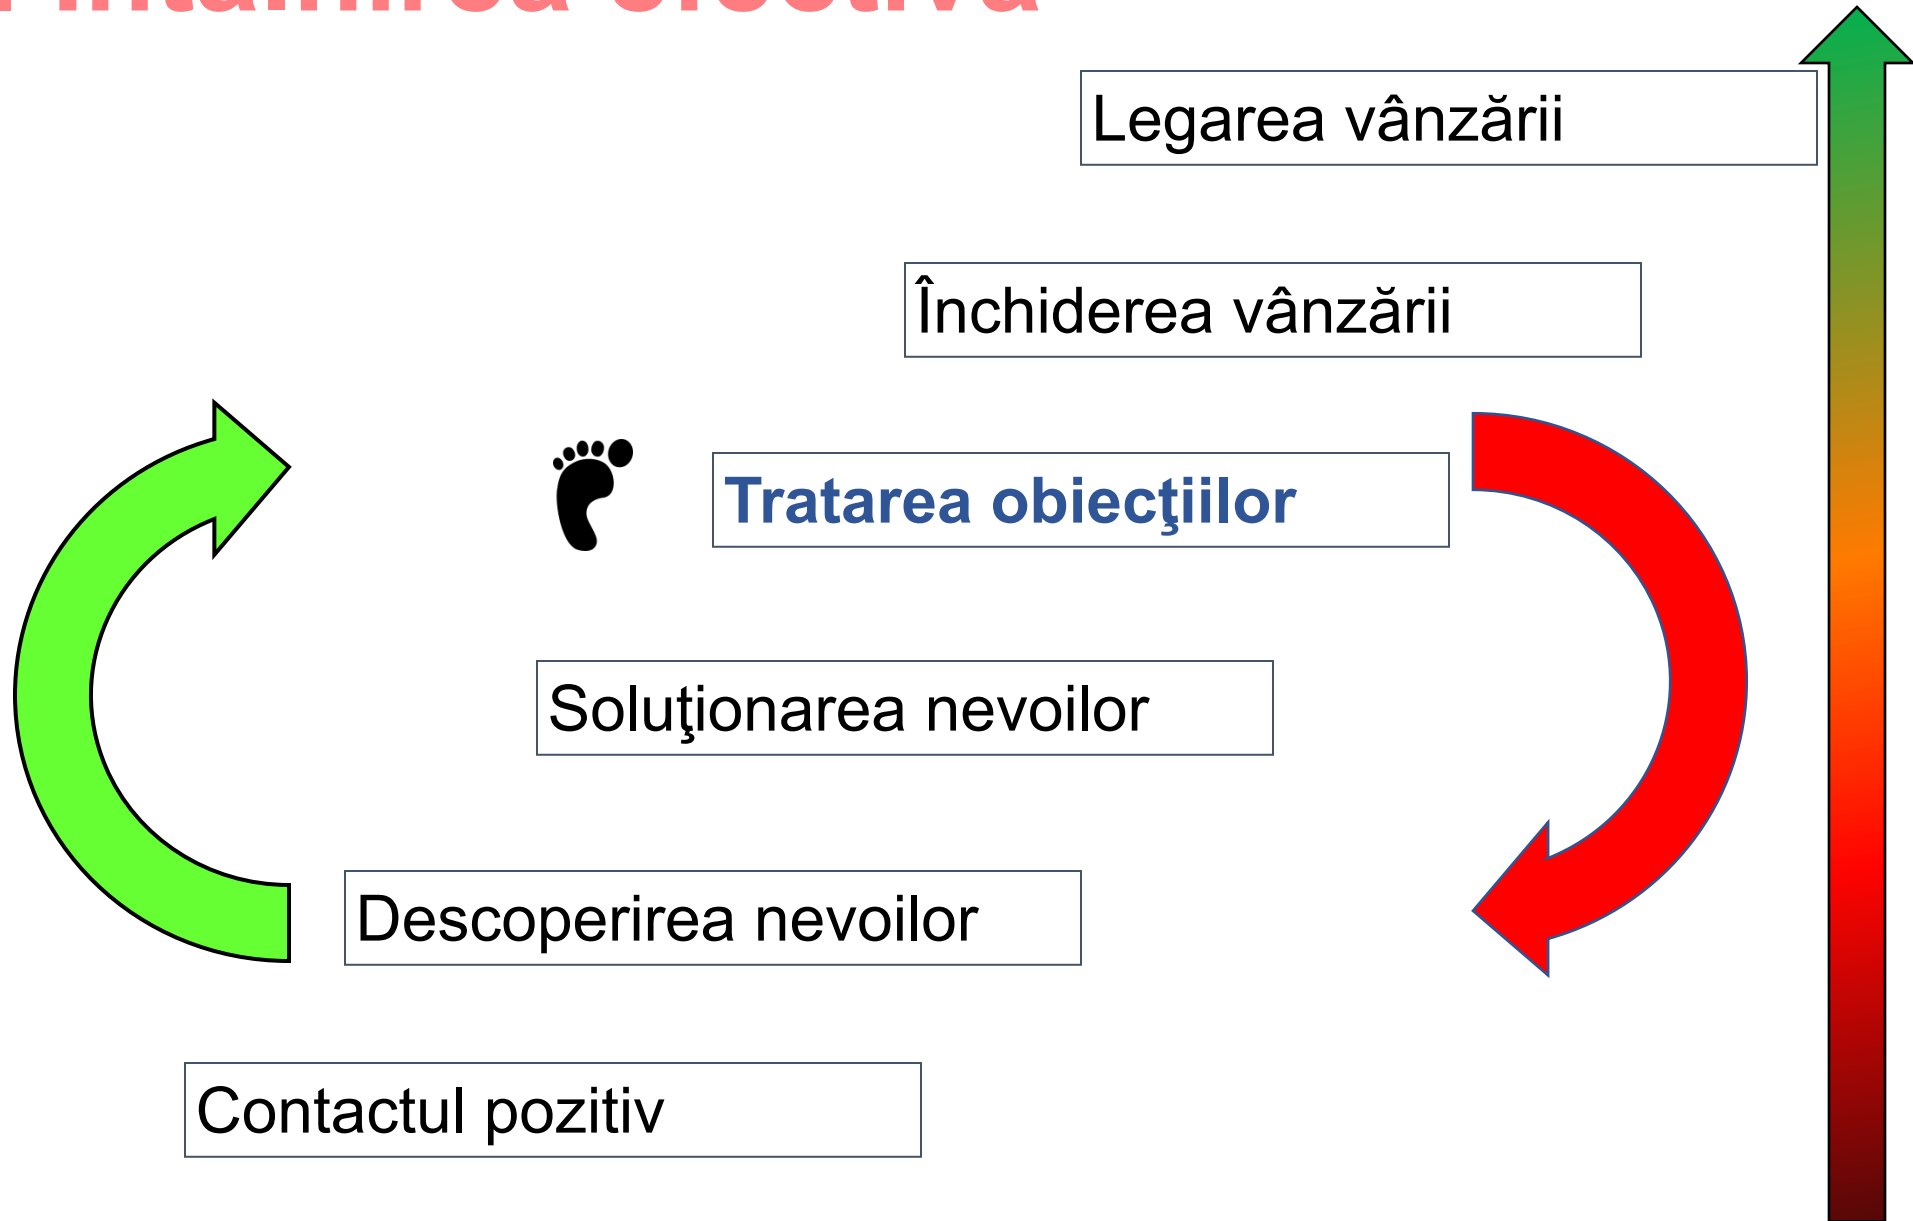 Legarea vânzării
Închiderea vânzării
Tratarea obiecţiilor
Soluţionarea nevoilor
Descoperirea nevoilor
Contactul pozitiv